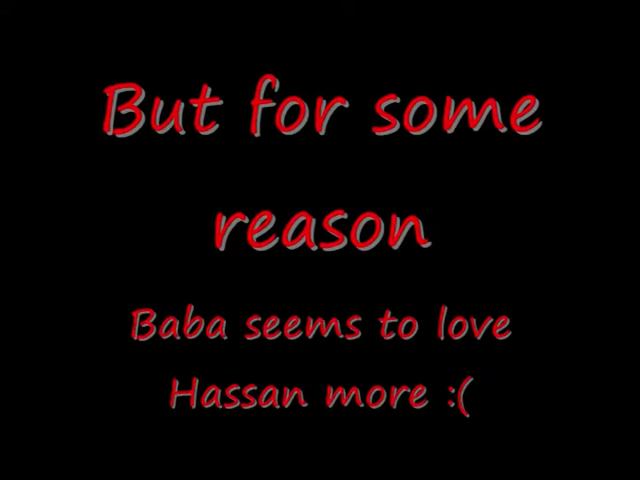 But for some
reason
Baba seems to love
Hassan more :(